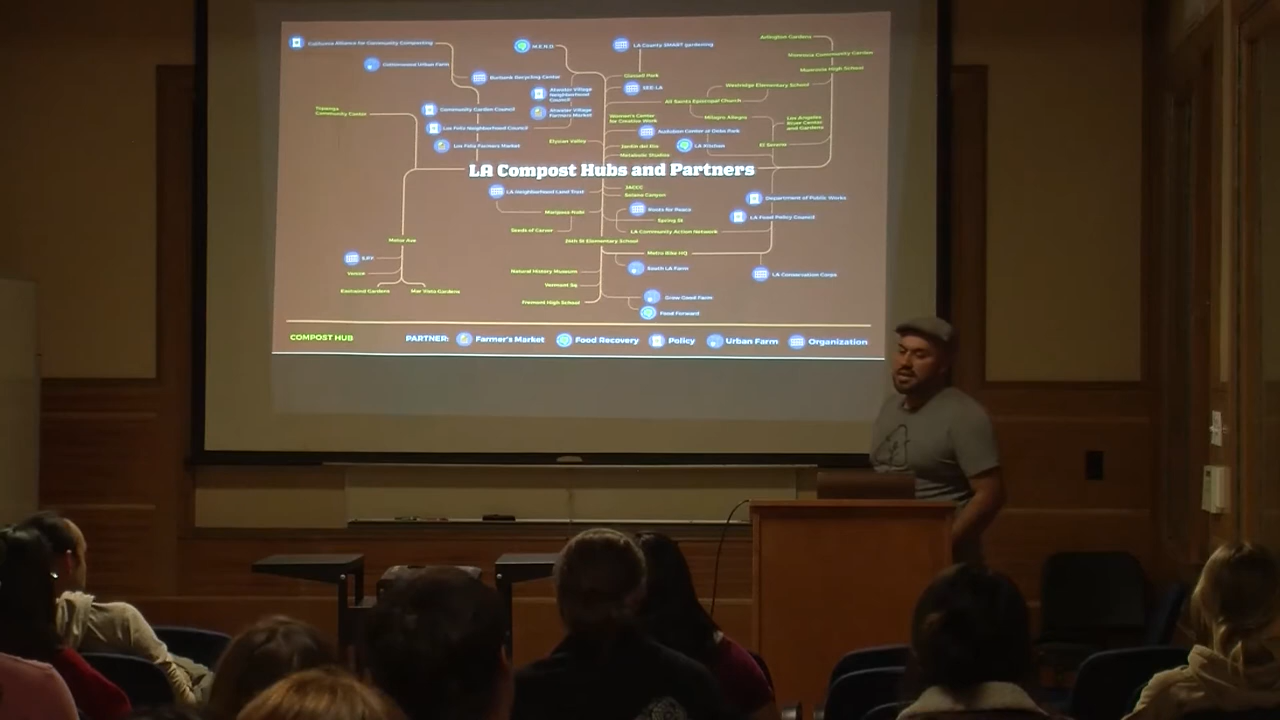 California Alliance for Community Composting
M.E.N.D.
LA County SMART gardening
Arlington Gardens
Cottonwood Urban Farm
Monrovia Community Garden
Monrovia High School
Burbank Recycling Center
Glassell Park
Atwater Village
Neighborhood
Council
SEE-LA
Westridge Elementary School
All Saints Episcopal Church
Topanga
Community Center
Community Garden Council
Atwater Village
Farmers Market
Women's Center
for Creative Work
Milagro Allegro
Los Angeles
River Center
and Gardens
Los Feliz Neighborhood Council
Audubon Center at Debs Park
Los Feliz Farmers Market
Elysian Valley
Jardin del Rio
LA Kitchen
El Sereno
Metabolic Studios
LA Compost Hubs and Partners
LA Neighborhood Land Trust
JACCC
Solano Canyon
Department of Public Works
Mariposa Nabi
Roots for Peace
LA Food Policy Council
Spring St
Seeds of Carver
LA Community Action Network
Motor Ave
24th St Elementary School
Metro Bike HQ
Venice
Natural History Museum
South LA Farm
LA Conservation Corps
Vermont Sq
Eastwind Gardens
Mar Vista Gardens
Fremont High School
Grow Good Farm
Food Forward
COMPOST HUB
PARTNER: Farmer's Market Food Recovery Policy Urban Farm Organization